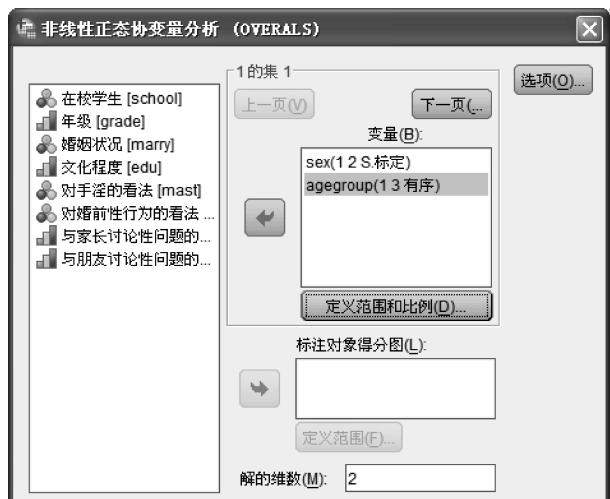 非线性正态协变量分析 (OVERALS)
在校学生 [school]
年级 [grade]
婚姻状况 [marry]
文化程度 [edu]
对手淫的看法 [mast]
对婚前性行为的看法 ...
与家长讨论性问题的...
与朋友讨论性问题的...
1 的集 1
上一页(V)
下一页(...
变量(B):
sex(1 2 S.标定)
agegroup(1 3 有序)
定义范围和比例(D)...
标注对象得分图(L):
定义范围(F)...
解的维数(M): 2
选项(O)...